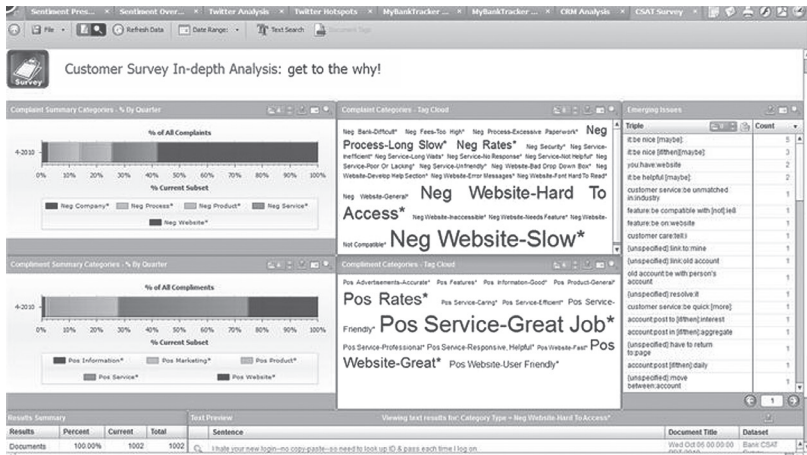 Sentiment Pres... × Sentiment Over... × Twitter Analysis × Twitter Hotspots × MyBankTracker ... × MyBankTracker ... × CRM Analysis × CSAT Survey ×
File Refresh Data Date Range: Text Search
Survey
Customer Survey In-depth Analysis: get to the why!
Complaint Summary Categories - % By Quarter
% of All Complaints
4-2010
0% 10% 20% 30% 40% 50% 60% 70% 80% 90% 100%
% Current Subset
Neg Company* Neg Process* Neg Product* Neg Service*
Neg Website*
Complaint Categories - Tag Cloud
Neg Bank-Difficult* Neg Fees-Too High* Neg Process-Excessive Paperwork* Neg
Process-Long Slow* Neg Rates* Neg Security* Neg Service-
Inefficient* Neg Service-Long Waits* Neg Service-No Response* Neg Service-Not Helpful* Neg
Service-Poor Or Lacking* Neg Service-Unfriendly* Neg Website-Bad Drop Down Box* Neg
Website-Develop Help Section* Neg Website-Error Messages* Neg Website-Font Hard To Read*
Neg Website-General* Neg Website-Hard To
Access* Neg Website-Inaccessible* Neg Website-Needs Feature* Neg Website-
Not Compatible* Neg Website-Slow*
Emerging Issues
Triple Count
it:be nice [maybe]: 5
it:be nice [ifthen][maybe]: 3
you:have:website 2
it:be helpful [maybe]: 2
customer service:be unmatched
in:industry 1
feature:be compatible with [not]:ie8 1
feature:be on:website 1
customer care:tell:i 1
{unspecified}:link:to:mine 1
{unspecified}:link:old account 1
old account:be with person's
account 1
{unspecified}:resolve:it 1
customer service:be quick [more]: 1
account:post to [ifthen]:interest 1
account:post in [ifthen]:aggregate 1
{unspecified}:have to return
to:page 1
account:post [ifthen]:daily 1
{unspecified}:move
between:account 1
1
Compliment Summary Categories - % By Quarter
% of All Compliments
4-2010
0% 10% 20% 30% 40% 50% 60% 70% 80% 90% 100%
% Current Subset
Pos Information* Pos Marketing* Pos Product*
Pos Service* Pos Website*
Compliment Categories - Tag Cloud
Pos Advertisements-Accurate* Pos Features* Pos Information-Good* Pos Product-General*
Pos Rates* Pos Service-Caring* Pos Service-Efficient* Pos Service-
Friendly* Pos Service-Great Job*
Pos Service-Professional* Pos Service-Responsive, Helpful* Pos Website-Fast* Pos
Website-Great* Pos Website-User Friendly*
Results Summary
Results Percent Current Total
Documents 100.00% 1002 1002
Text Preview Viewing text results for: Category Type = Neg Website-Hard To Access*
Sentence Document Title Dataset
I hate your new login--no copy-paste--so need to look up ID & pass each time I log on. Wed Oct 06 00:00:00 Bank CSAT